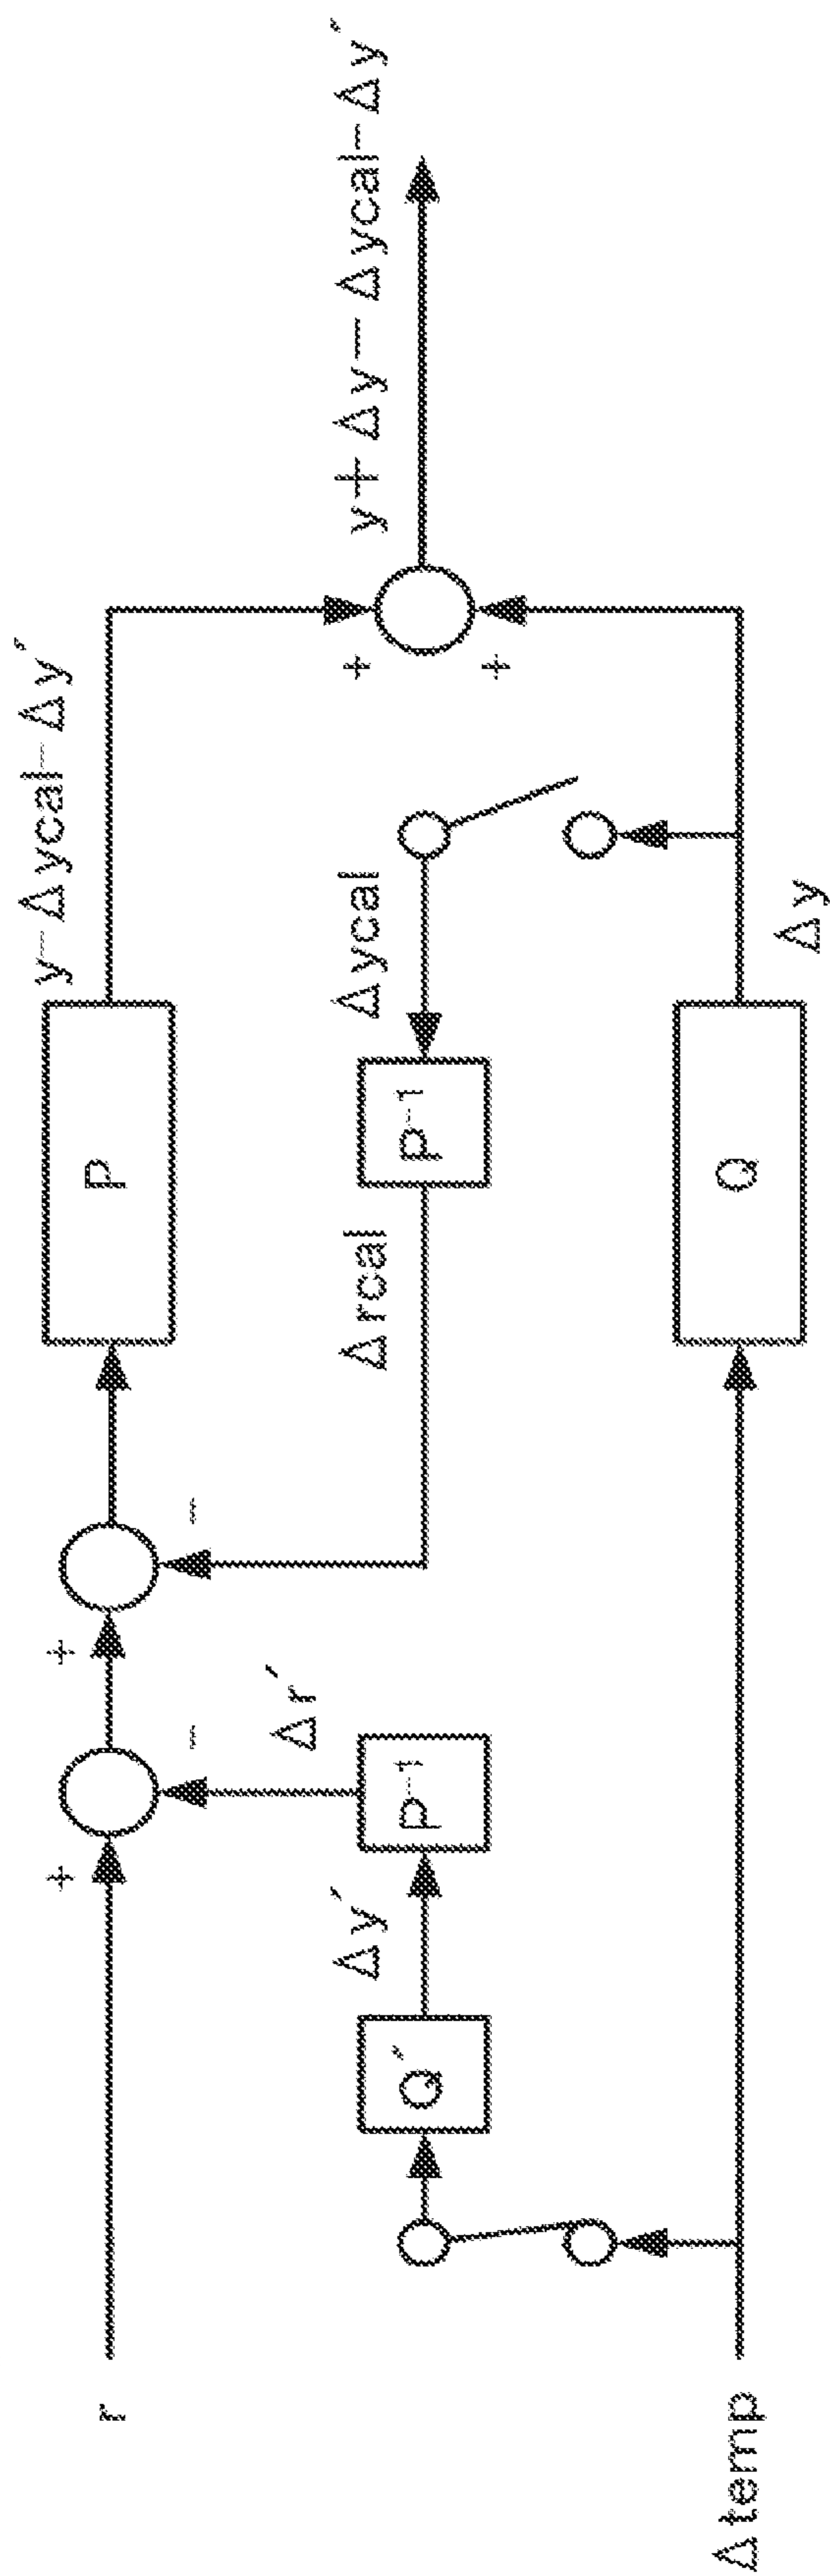 r
+
−
Δr´
+
−
P
y−Δycal−Δy´
Q´
Δy´
P⁻¹
Δrcal
P⁻¹
Δycal
+
+
y+Δy−Δycal−Δy´
Δtemp
Q
Δy